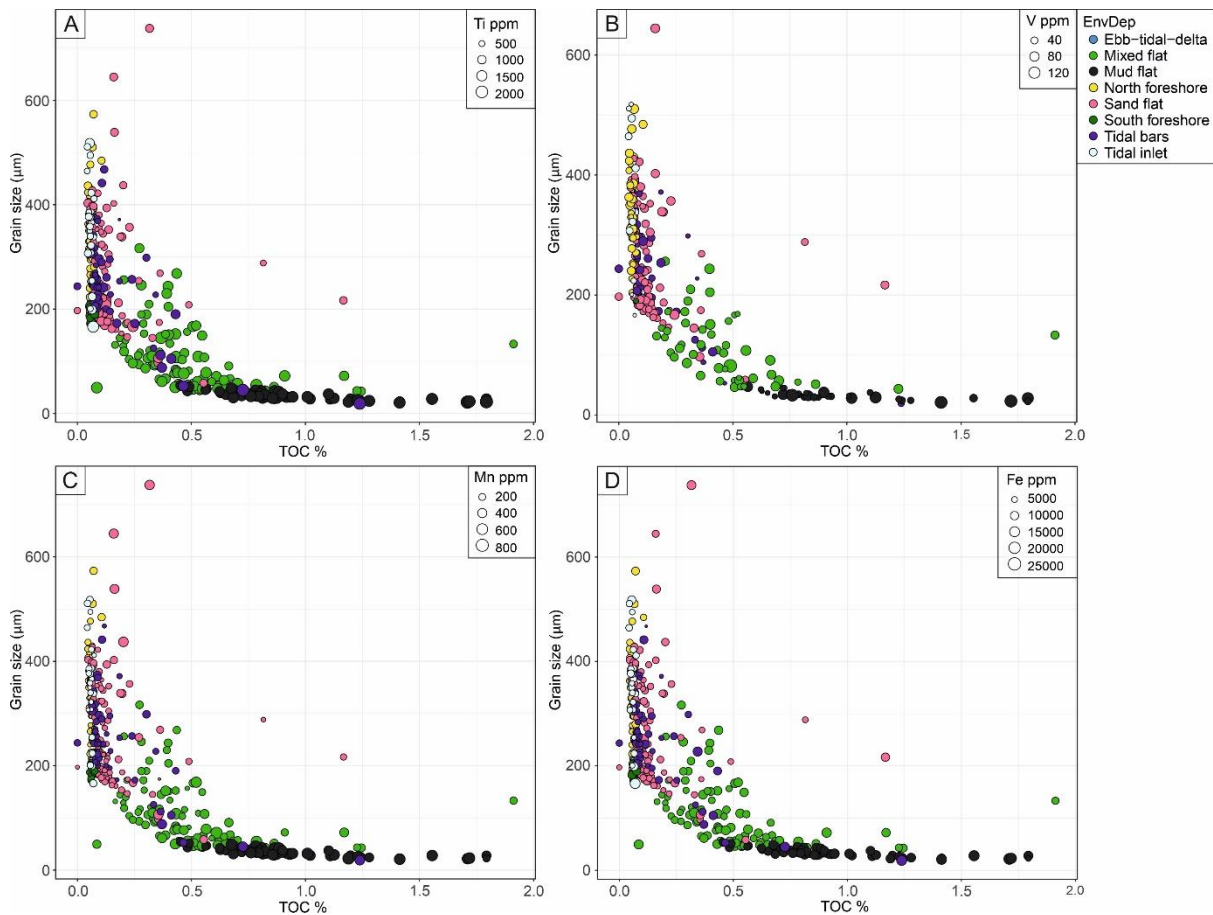 A
Ti ppm
500
1000
1500
2000
Grain size (µm)
600
400
200
0
0.0 0.5 1.0 1.5 2.0
TOC %
B
V ppm
40
80
120
Grain size (µm)
600
400
200
0
0.0 0.5 1.0 1.5 2.0
TOC %
EnvDep
Ebb-tidal-delta
Mixed flat
Mud flat
North foreshore
Sand flat
South foreshore
Tidal bars
Tidal inlet
C
Mn ppm
200
400
600
800
Grain size (µm)
600
400
200
0
0.0 0.5 1.0 1.5 2.0
TOC %
D
Fe ppm
5000
10000
15000
20000
25000
Grain size (µm)
600
400
200
0
0.0 0.5 1.0 1.5 2.0
TOC %